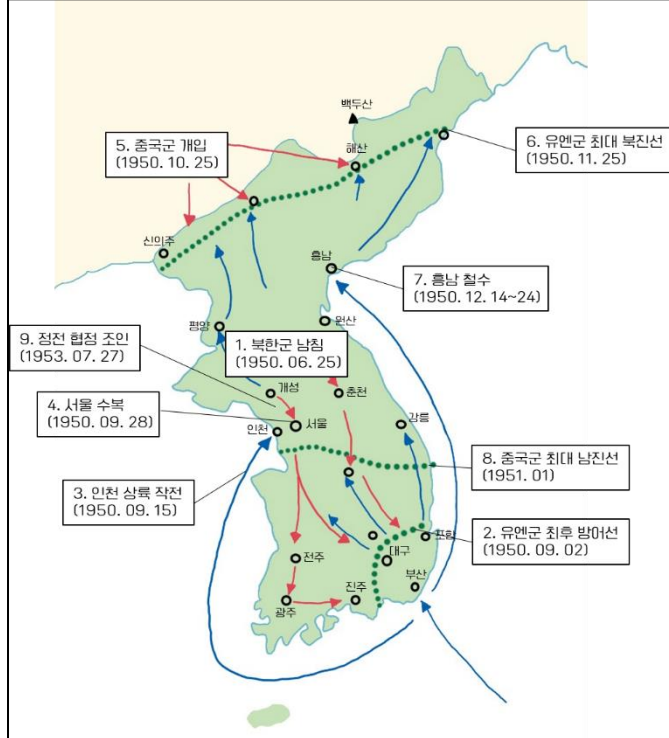 백두산
5. 중국군 개입
(1950. 10. 25)
6. 유엔군 최대 북진선
(1950. 11. 25)
해산
신의주
흥남
7. 흥남 철수
(1950. 12. 14~24)
평양
원산
9. 정전 협정 조인
(1953. 07. 27)
1. 북한군 남침
(1950. 06. 25)
개성
춘천
4. 서울 수복
(1950. 09. 28)
인천
서울
강릉
8. 중국군 최대 남진선
(1951. 01)
3. 인천 상륙 작전
(1950. 09. 15)
2. 유엔군 최후 방어선
(1950. 09. 02)
포항
대구
전주
부산
진주
광주